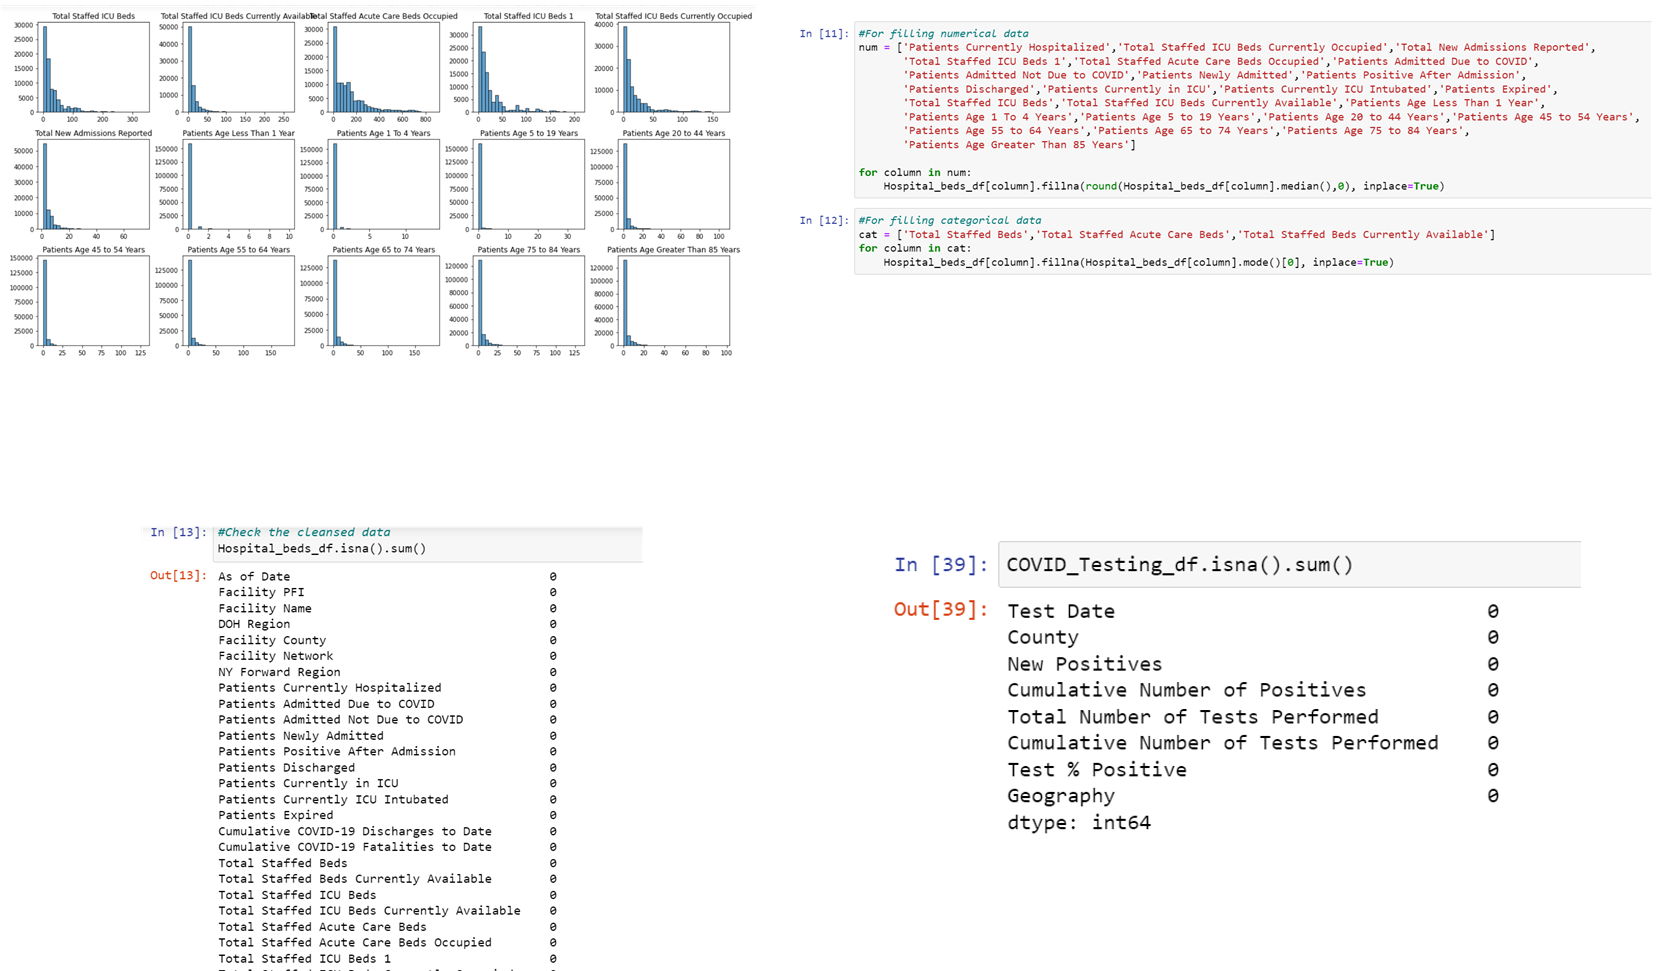 Total Staffed ICU Beds
Total Staffed ICU Beds Currently Available
Total Staffed Acute Care Beds Occupied
Total Staffed ICU Beds 1
Total Staffed ICU Beds Currently Occupied
30000
25000
20000
15000
10000
5000
0
0 100 200 300
50000
40000
30000
20000
10000
0
0 50 100 150 200 250
30000
25000
20000
15000
10000
5000
0
0 200 400 600 800
30000
25000
20000
15000
10000
5000
0
0 50 100 150 200
40000
30000
20000
10000
0
0 50 100 150
Total New Admissions Reported
Patients Age Less Than 1 Year
Patients Age 1 To 4 Years
Patients Age 5 to 19 Years
Patients Age 20 to 44 Years
50000
40000
30000
20000
10000
0
0 20 40 60
150000
125000
100000
75000
50000
25000
0
0 2 4 6 8 10
150000
125000
100000
75000
50000
25000
0
0 5 10
150000
125000
100000
75000
50000
25000
0
0 10 20 30
125000
100000
75000
50000
25000
0
0 20 40 60 80 100
Patients Age 45 to 54 Years
Patients Age 55 to 64 Years
Patients Age 65 to 74 Years
Patients Age 75 to 84 Years
Patients Age Greater Than 85 Years
150000
125000
100000
75000
50000
25000
0
0 25 50 75 100 125
125000
100000
75000
50000
25000
0
0 50 100 150
125000
100000
75000
50000
25000
0
0 50 100 150
120000
100000
80000
60000
40000
20000
0
0 25 50 75 100 125
120000
100000
80000
60000
40000
20000
0
0 20 40 60 80 100
In [11]: #For filling numerical data
num = ['Patients Currently Hospitalized','Total Staffed ICU Beds Currently Occupied','Total New Admissions Reported',
'Total Staffed ICU Beds 1','Total Staffed Acute Care Beds Occupied','Patients Admitted Due to COVID',
'Patients Admitted Not Due to COVID','Patients Newly Admitted','Patients Positive After Admission',
'Patients Discharged','Patients Currently in ICU','Patients Currently ICU Intubated','Patients Expired',
'Total Staffed ICU Beds','Total Staffed ICU Beds Currently Available','Patients Age Less Than 1 Year',
'Patients Age 1 To 4 Years','Patients Age 5 to 19 Years','Patients Age 20 to 44 Years','Patients Age 45 to 54 Years',
'Patients Age 55 to 64 Years','Patients Age 65 to 74 Years','Patients Age 75 to 84 Years',
'Patients Age Greater Than 85 Years']
for column in num:
Hospital_beds_df[column].fillna(round(Hospital_beds_df[column].median(),0), inplace=True)
In [12]: #For filling categorical data
cat = ['Total Staffed Beds','Total Staffed Acute Care Beds','Total Staffed Beds Currently Available']
for column in cat:
Hospital_beds_df[column].fillna(Hospital_beds_df[column].mode()[0], inplace=True)
In [13]: #Check the cleansed data
Hospital_beds_df.isna().sum()
Out[13]: As of Date 0
Facility PFI 0
Facility Name 0
DOH Region 0
Facility County 0
Facility Network 0
NY Forward Region 0
Patients Currently Hospitalized 0
Patients Admitted Due to COVID 0
Patients Admitted Not Due to COVID 0
Patients Newly Admitted 0
Patients Positive After Admission 0
Patients Discharged 0
Patients Currently in ICU 0
Patients Currently ICU Intubated 0
Patients Expired 0
Cumulative COVID-19 Discharges to Date 0
Cumulative COVID-19 Fatalities to Date 0
Total Staffed Beds 0
Total Staffed Beds Currently Available 0
Total Staffed ICU Beds 0
Total Staffed ICU Beds Currently Available 0
Total Staffed Acute Care Beds 0
Total Staffed Acute Care Beds Occupied 0
Total Staffed ICU Beds 1 0
In [39]: COVID_Testing_df.isna().sum()
Out[39]: Test Date 0
County 0
New Positives 0
Cumulative Number of Positives 0
Total Number of Tests Performed 0
Cumulative Number of Tests Performed 0
Test % Positive 0
Geography 0
dtype: int64